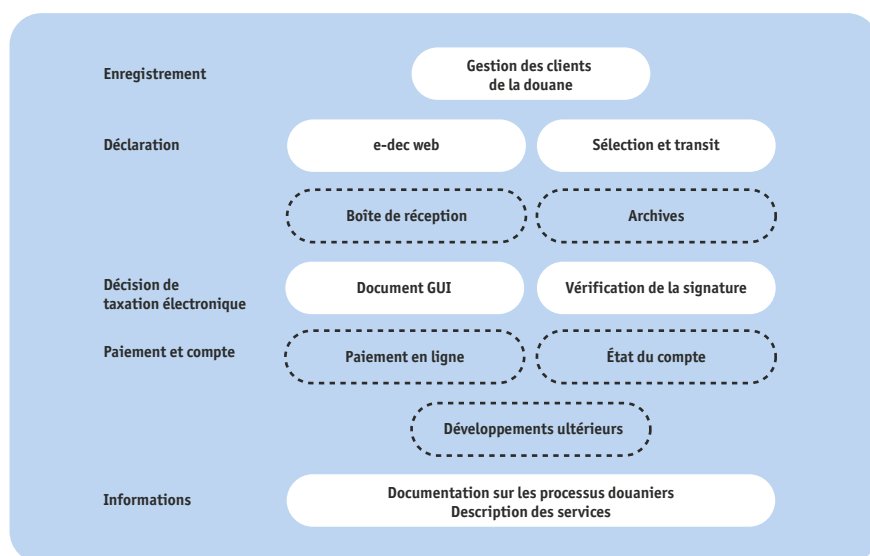 Enregistrement
Gestion des clients
de la douane
Déclaration
e-dec web
Sélection et transit
Boîte de réception
Archives
Décision de
taxation électronique
Document GUI
Vérification de la signature
Paiement et compte
Paiement en ligne
État du compte
Développements ultérieurs
Informations
Documentation sur les processus douaniers
Description des services